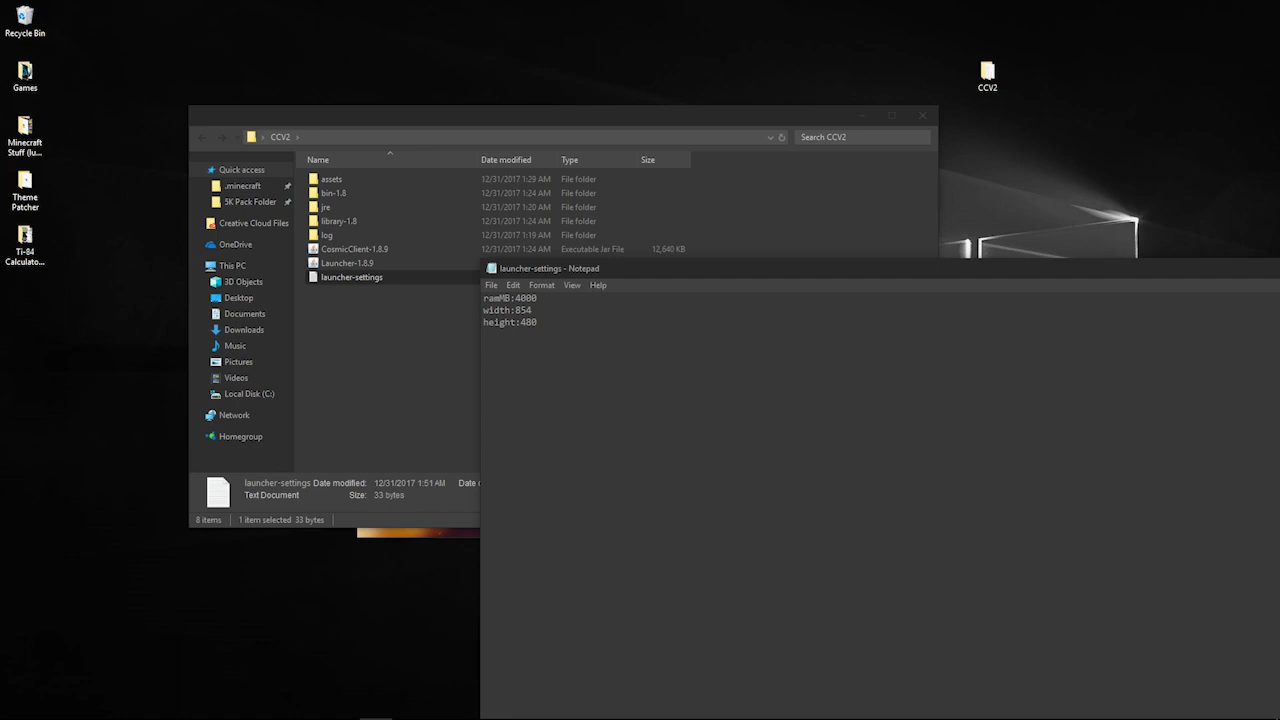 Recycle Bin
Games
Minecraft
Stuff (lu...
Theme
Patcher
Ti-84
Calculato...
CCV2
CCV2
Search CCV2
Name
Date modified
Type
Size
Quick access
.minecraft
5K Pack Folder
Creative Cloud Files
OneDrive
This PC
3D Objects
Desktop
Documents
Downloads
Music
Pictures
Videos
Local Disk (C:)
Network
Homegroup
assets 12/31/2017 1:29 AM File folder
bin-1.8 12/31/2017 1:24 AM File folder
jre 12/31/2017 1:20 AM File folder
library-1.8 12/31/2017 1:24 AM File folder
log 12/31/2017 1:19 AM File folder
CosmicClient-1.8.9 12/31/2017 1:24 AM Executable Jar File 12,640 KB
Launcher-1.8.9
launcher-settings
launcher-settings - Notepad
File Edit Format View Help
ramMB:4000
width:854
height:480
launcher-settings Date modified: 12/31/2017 1:51 AM Date c
Text Document Size: 33 bytes
8 items 1 item selected 33 bytes